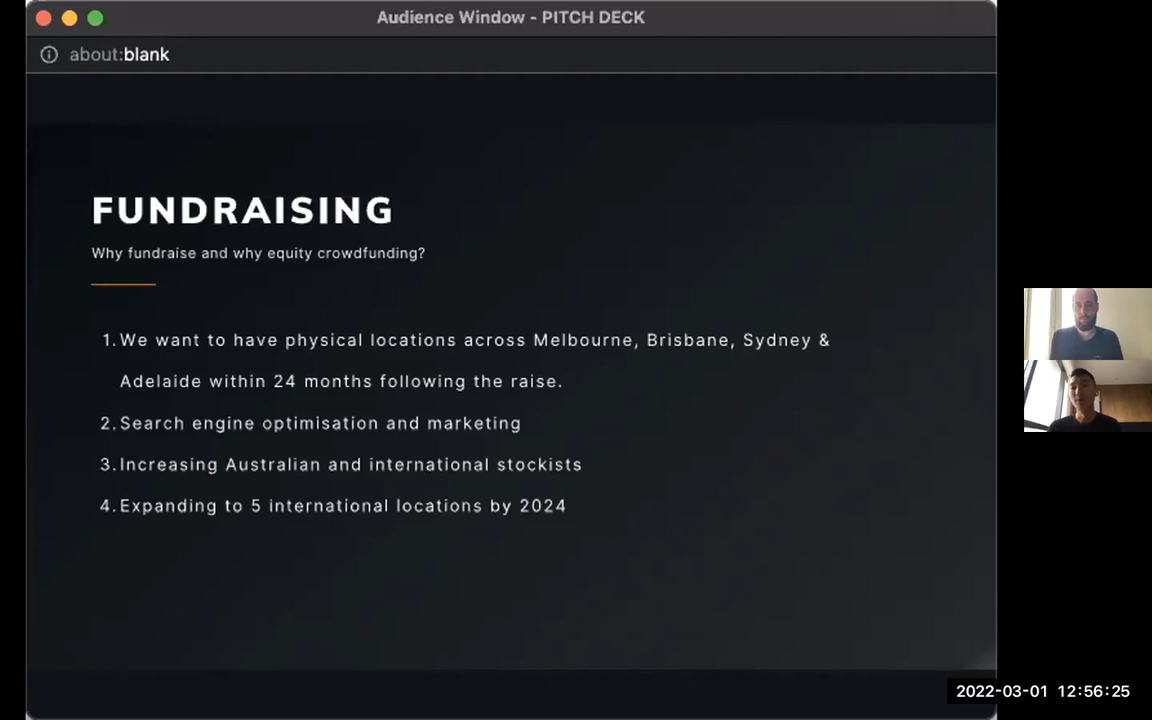 Audience Window - PITCH DECK
about:blank
FUNDRAISING
Why fundraise and why equity crowdfunding?
1. We want to have physical locations across Melbourne, Brisbane, Sydney &
Adelaide within 24 months following the raise.
2. Search engine optimisation and marketing
3. Increasing Australian and international stockists
4. Expanding to 5 international locations by 2024
2022-03-01 12:56:25